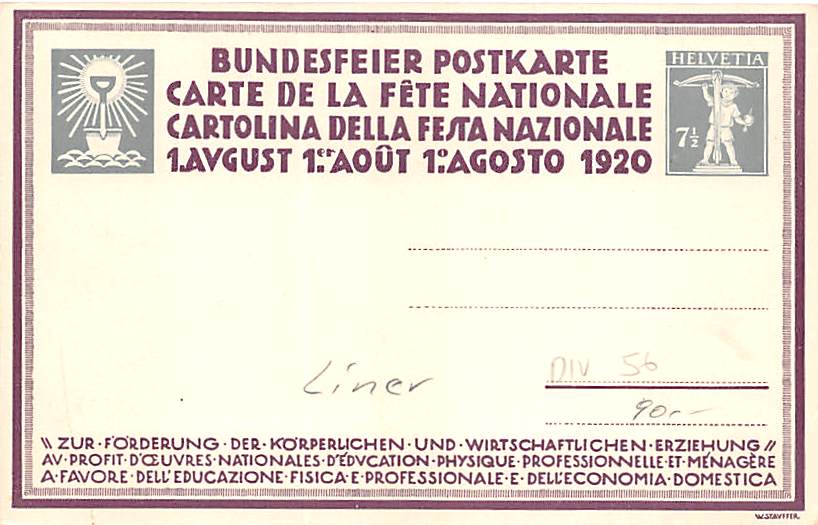 BUNDESFEIER POSTKARTE
CARTE DE LA FÊTE NATIONALE
CARTOLINA DELLA FESTA NAZIONALE
1.AVGUST 1.er AOÛT 1.o AGOSTO 1920
HELVETIA
7 1/2
DIV 56
Liner
90.-
\\ ZUR·FÖRDERUNG·DER·KÖRPERLICHEN·UND·WIRTSCHAFTLICHEN·ERZIEHUNG //
AV·PROFIT·D'ŒUVRES·NATIONALES·D'ÉDVCATION·PHYSIQUE·PROFESSIONNELLE·ET·MÉNAGÈRE
A·FAVORE·DELL'EDUCAZIONE·FISICA·E·PROFESSIONALE·E·DELL'ECONOMIA·DOMESTICA
W.STAVFFER.